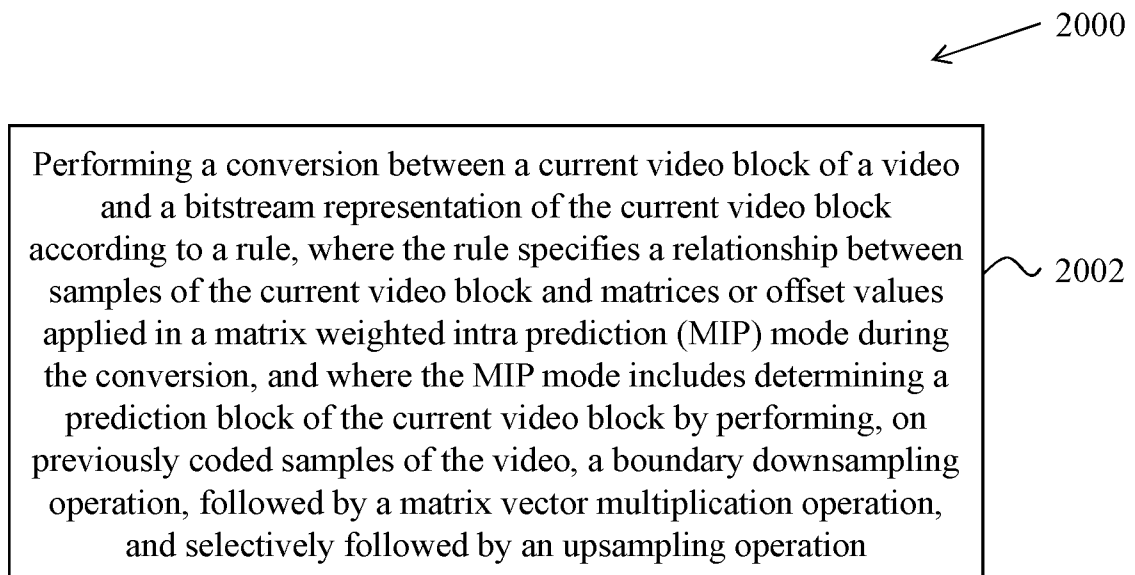 2000
Performing a conversion between a current video block of a video
and a bitstream representation of the current video block
according to a rule, where the rule specifies a relationship between
samples of the current video block and matrices or offset values
applied in a matrix weighted intra prediction (MIP) mode during
the conversion, and where the MIP mode includes determining a
prediction block of the current video block by performing, on
previously coded samples of the video, a boundary downsampling
operation, followed by a matrix vector multiplication operation,
and selectively followed by an upsampling operation
2002